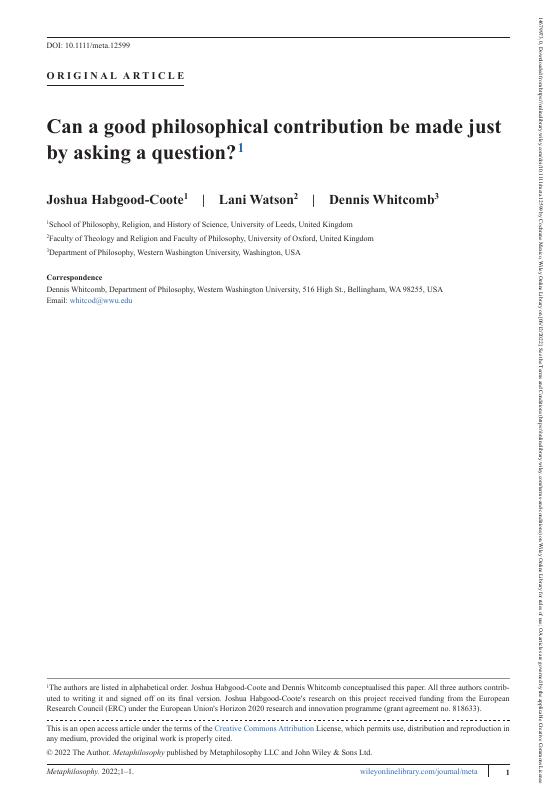 DOI: 10.1111/meta.12599
ORIGINAL ARTICLE
Can a good philosophical contribution be made just
by asking a question?1
Joshua Habgood-Coote1 | Lani Watson2 | Dennis Whitcomb3
1School of Philosophy, Religion, and History of Science, University of Leeds, United Kingdom
2Faculty of Theology and Religion and Faculty of Philosophy, University of Oxford, United Kingdom
3Department of Philosophy, Western Washington University, Washington, USA
Correspondence
Dennis Whitcomb, Department of Philosophy, Western Washington University, 516 High St., Bellingham, WA 98255, USA
Email: whitcod@wwu.edu
1The authors are listed in alphabetical order. Joshua Habgood-Coote and Dennis Whitcomb conceptualised this paper. All three authors contrib-
uted to writing it and signed off on its final version. Joshua Habgood-Coote's research on this project received funding from the European
Research Council (ERC) under the European Union's Horizon 2020 research and innovation programme (grant agreement no. 818633).
This is an open access article under the terms of the Creative Commons Attribution License, which permits use, distribution and reproduction in
any medium, provided the original work is properly cited.
© 2022 The Author. Metaphilosophy published by Metaphilosophy LLC and John Wiley & Sons Ltd.
Metaphilosophy. 2022;1–1.
wileyonlinelibrary.com/journal/meta | 1